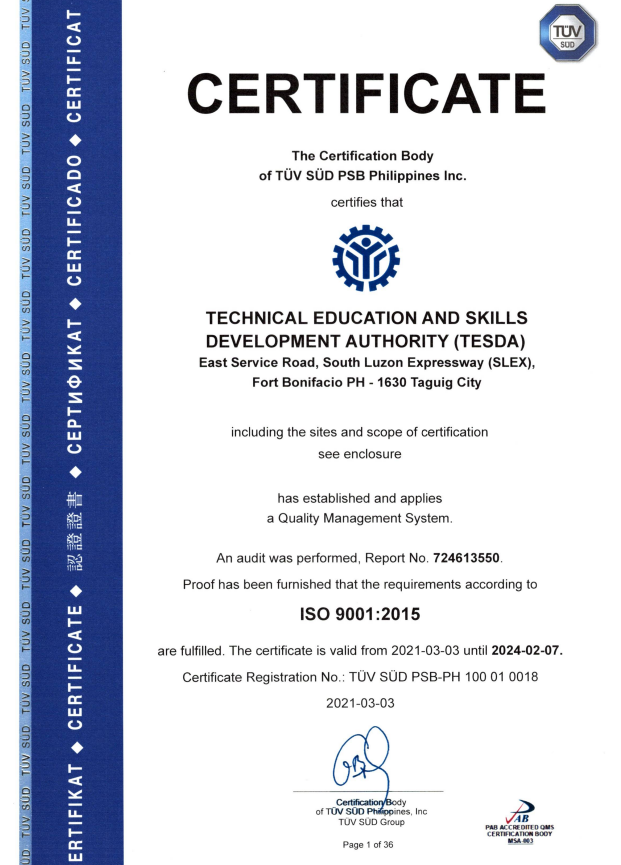 TÜV
SÜD
CERTIFICATE
The Certification Body
of TÜV SÜD PSB Philippines Inc.
certifies that
TECHNICAL EDUCATION AND SKILLS
DEVELOPMENT AUTHORITY (TESDA)
East Service Road, South Luzon Expressway (SLEX),
Fort Bonifacio PH - 1630 Taguig City
including the sites and scope of certification
see enclosure
has established and applies
a Quality Management System.
An audit was performed, Report No. 724613550.
Proof has been furnished that the requirements according to
ISO 9001:2015
are fulfilled. The certificate is valid from 2021-03-03 until 2024-02-07.
Certificate Registration No.: TÜV SÜD PSB-PH 100 01 0018
2021-03-03
Certification Body
of TÜV SÜD Philippines, Inc
TÜV SÜD Group
Page 1 of 36
PAB
PAB ACCREDITED QMS
CERTIFICATION BODY
MSA-003
ERTIFIKAT ◆ CERTIFICATE ◆ 認證證書 ◆ СЕРТИФИКАТ ◆ CERTIFICADO ◆ CERTIFICAT
ÜD TÜV SÜD TÜV SÜD TÜV SÜD TÜV SÜD TÜV SÜD TÜV SÜD TÜV SÜD TÜV SÜD TÜV SÜD TÜV SÜD TÜV SÜD TÜV SÜD TÜV SÜD TÜV